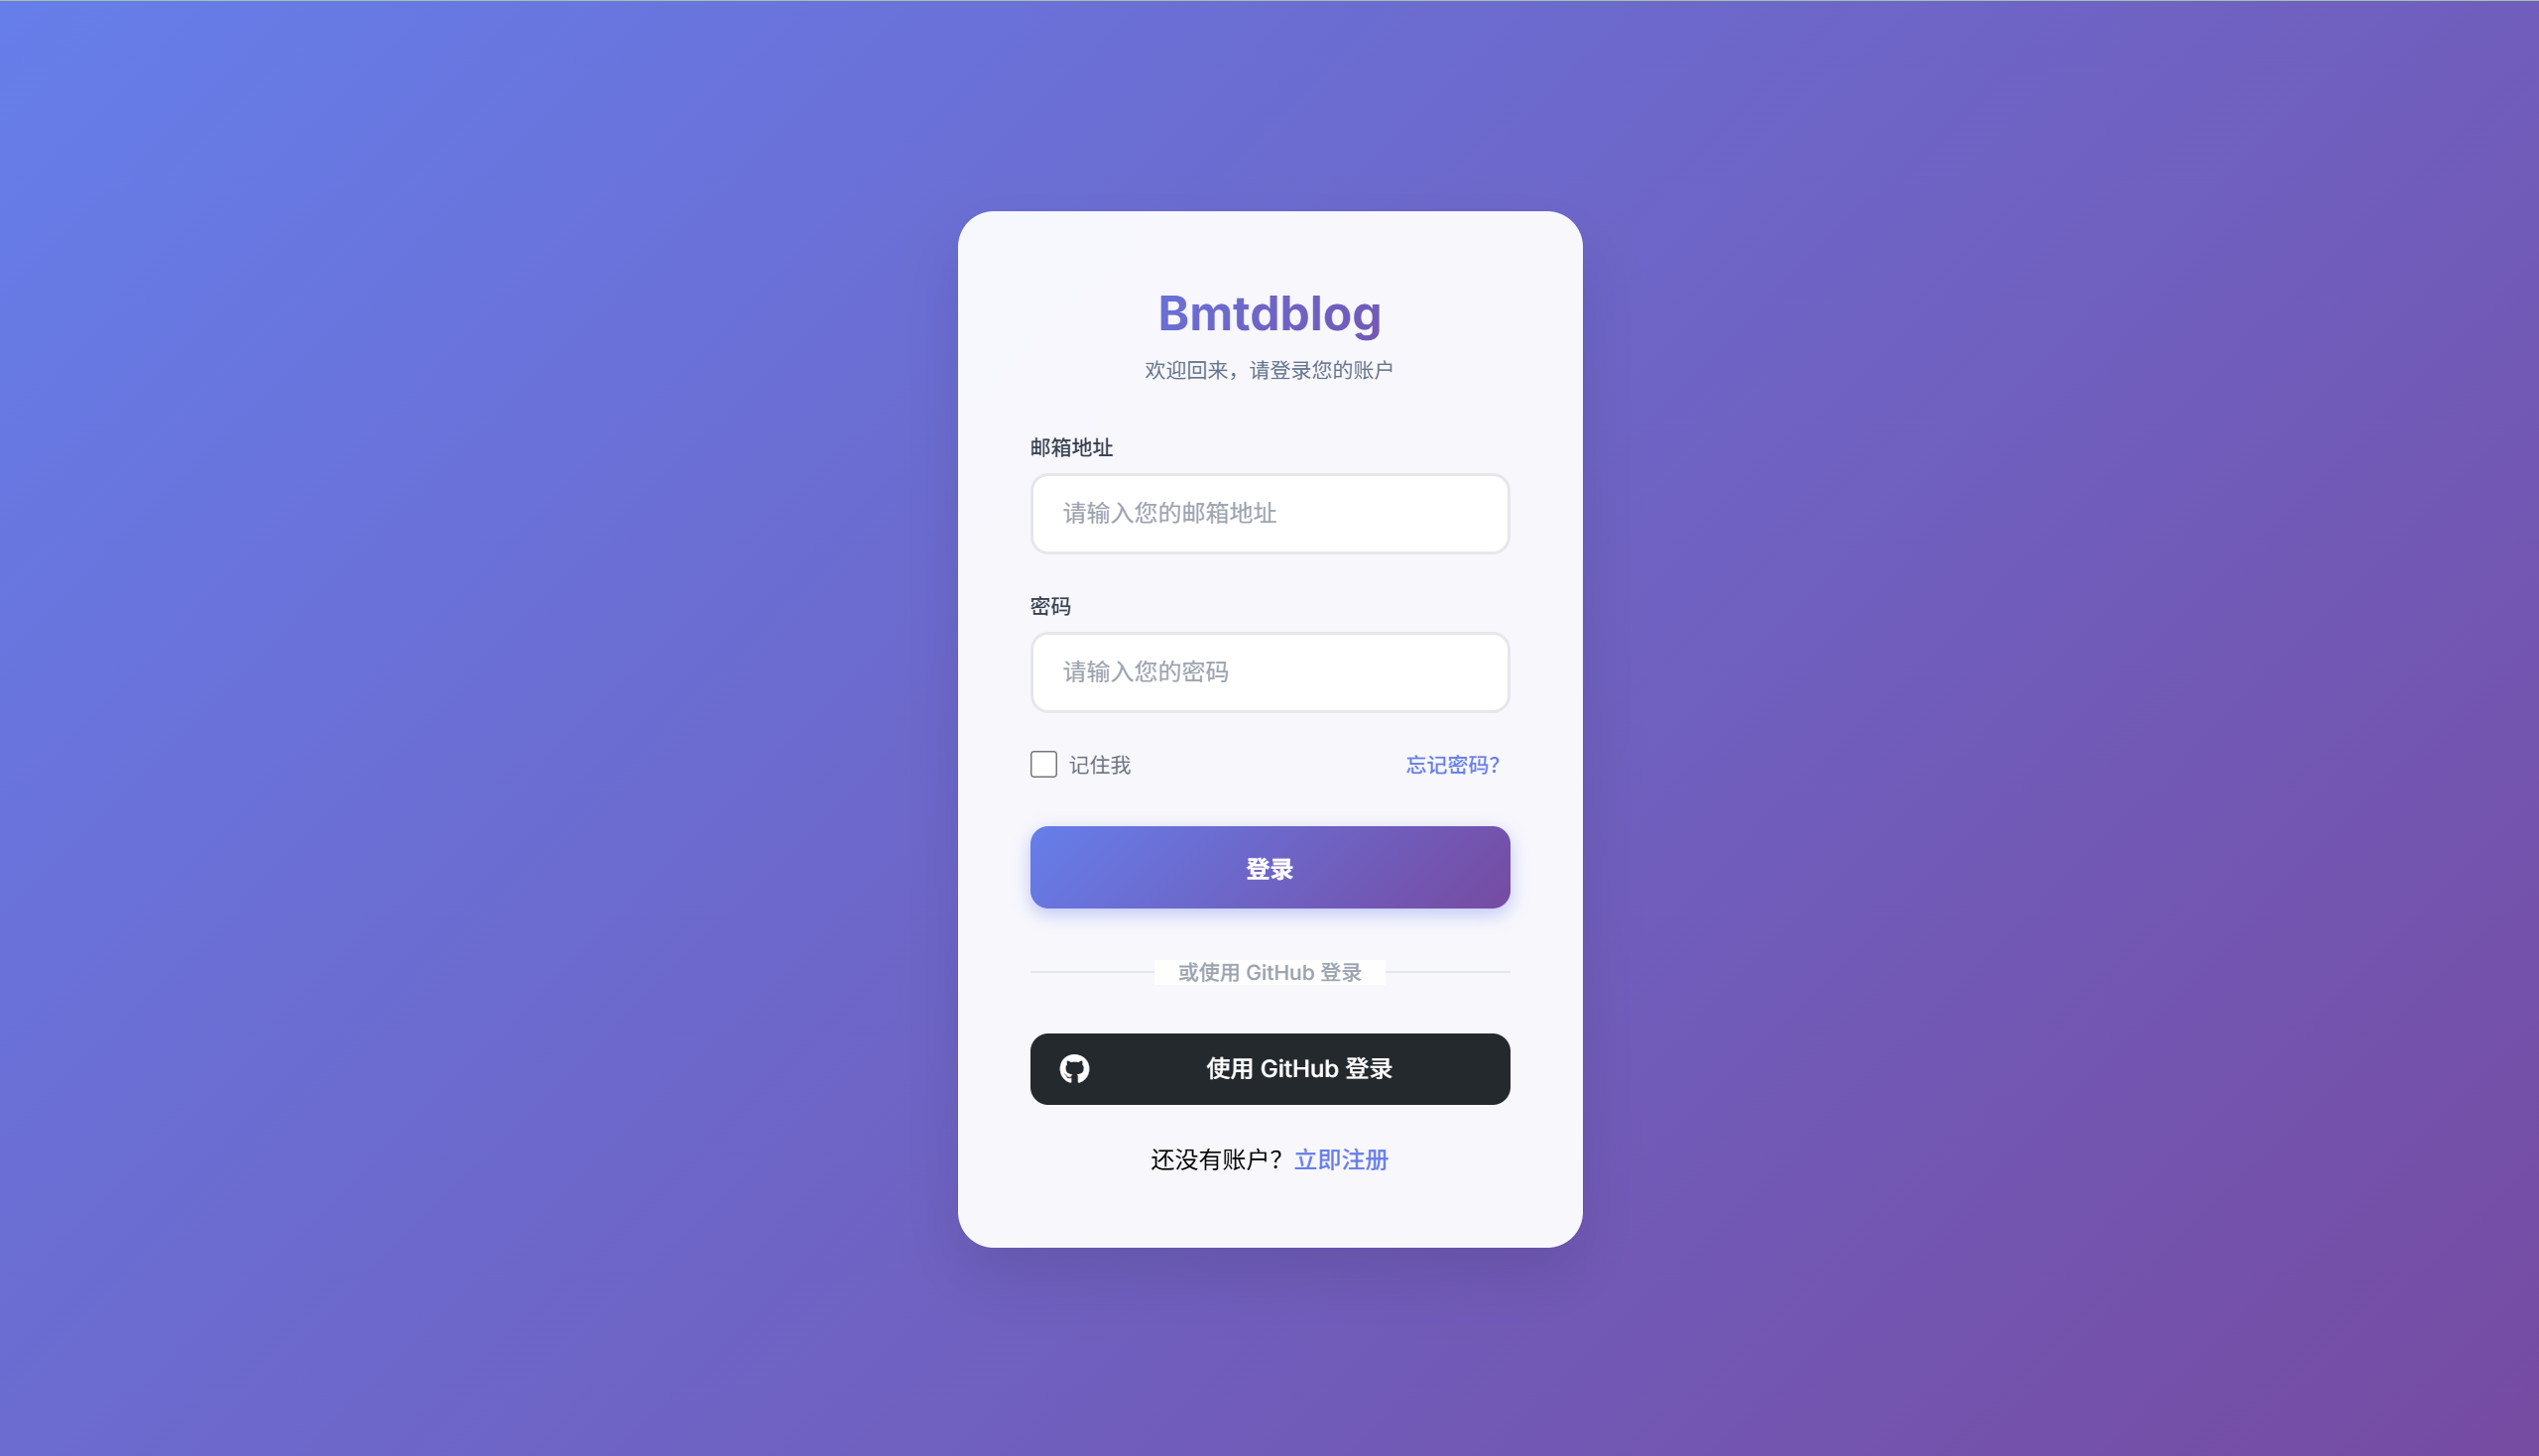 Bmtdblog
欢迎回来，请登录您的账户
邮箱地址
请输入您的邮箱地址
密码
请输入您的密码
记住我 忘记密码？
登录
或使用 GitHub 登录
使用 GitHub 登录
还没有账户？立即注册